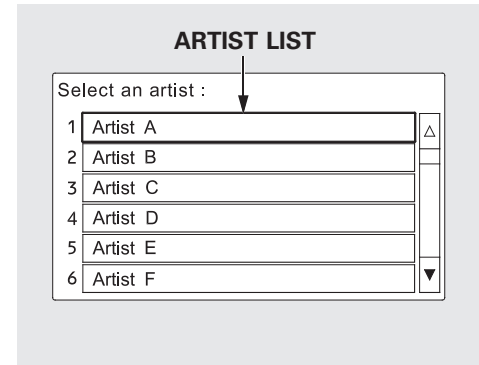 ARTIST LIST
Select an artist :
1 Artist A
2 Artist B
3 Artist C
4 Artist D
5 Artist E
6 Artist F